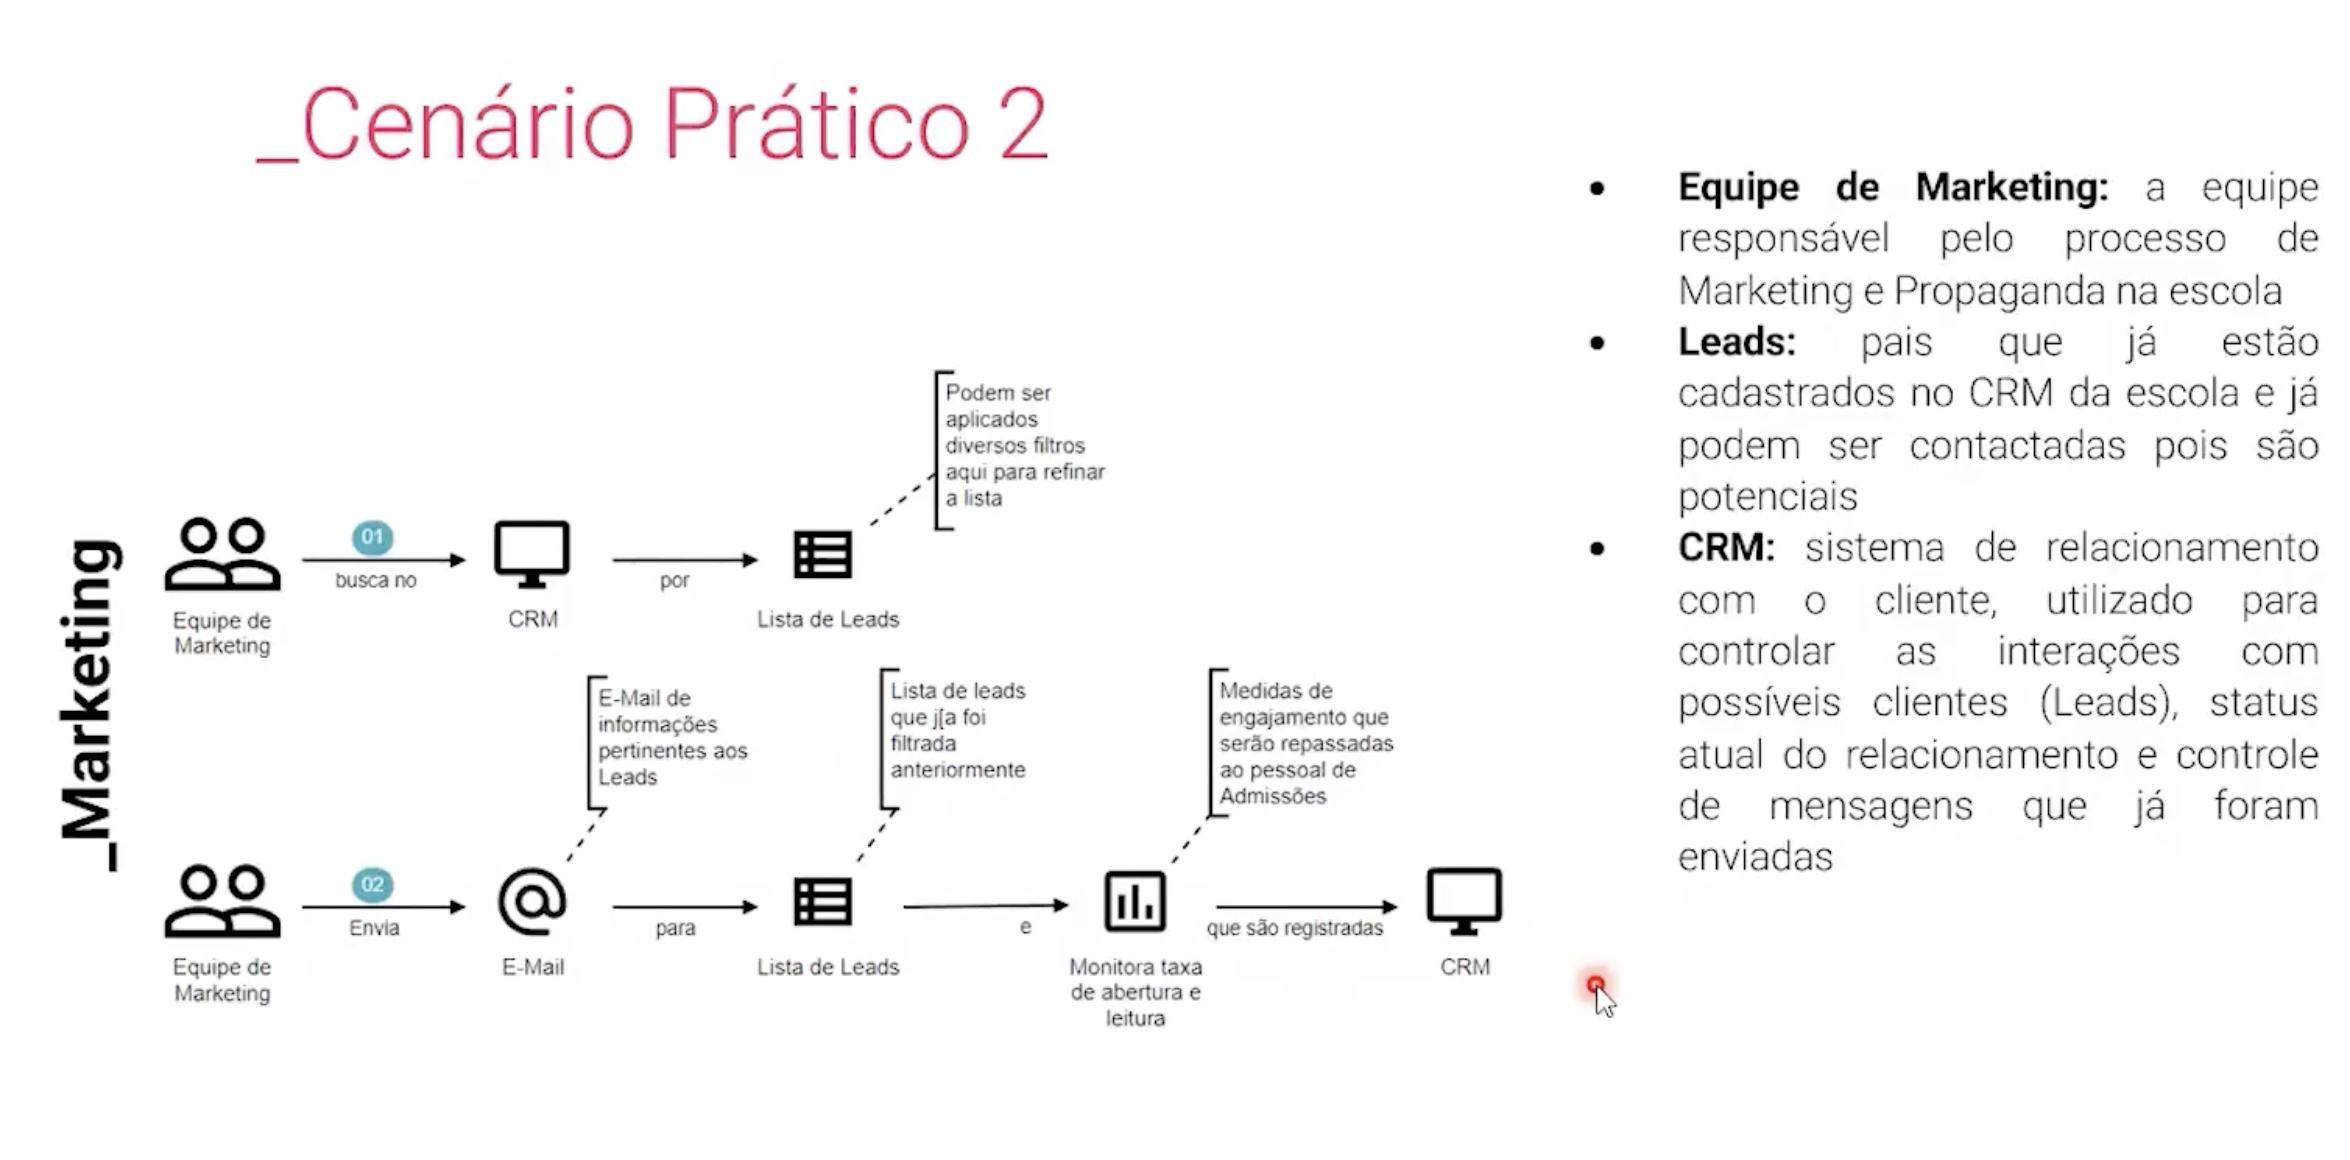 _Cenário Prático 2
_Marketing
Podem ser
aplicados
diversos filtros
aqui para refinar
a lista
01
busca no
por
Equipe de
Marketing
CRM
Lista de Leads
E-Mail de
informações
pertinentes aos
Leads
Lista de leads
que j[a foi
filtrada
anteriormente
Medidas de
engajamento que
serão repassadas
ao pessoal de
Admissões
02
Envia
para
e
que são registradas
Equipe de
Marketing
E-Mail
Lista de Leads
Monitora taxa
de abertura e
leitura
CRM
• Equipe de Marketing: a equipe
responsável pelo processo de
Marketing e Propaganda na escola
• Leads: pais que já estão
cadastrados no CRM da escola e já
podem ser contactadas pois são
potenciais
• CRM: sistema de relacionamento
com o cliente, utilizado para
controlar as interações com
possíveis clientes (Leads), status
atual do relacionamento e controle
de mensagens que já foram
enviadas